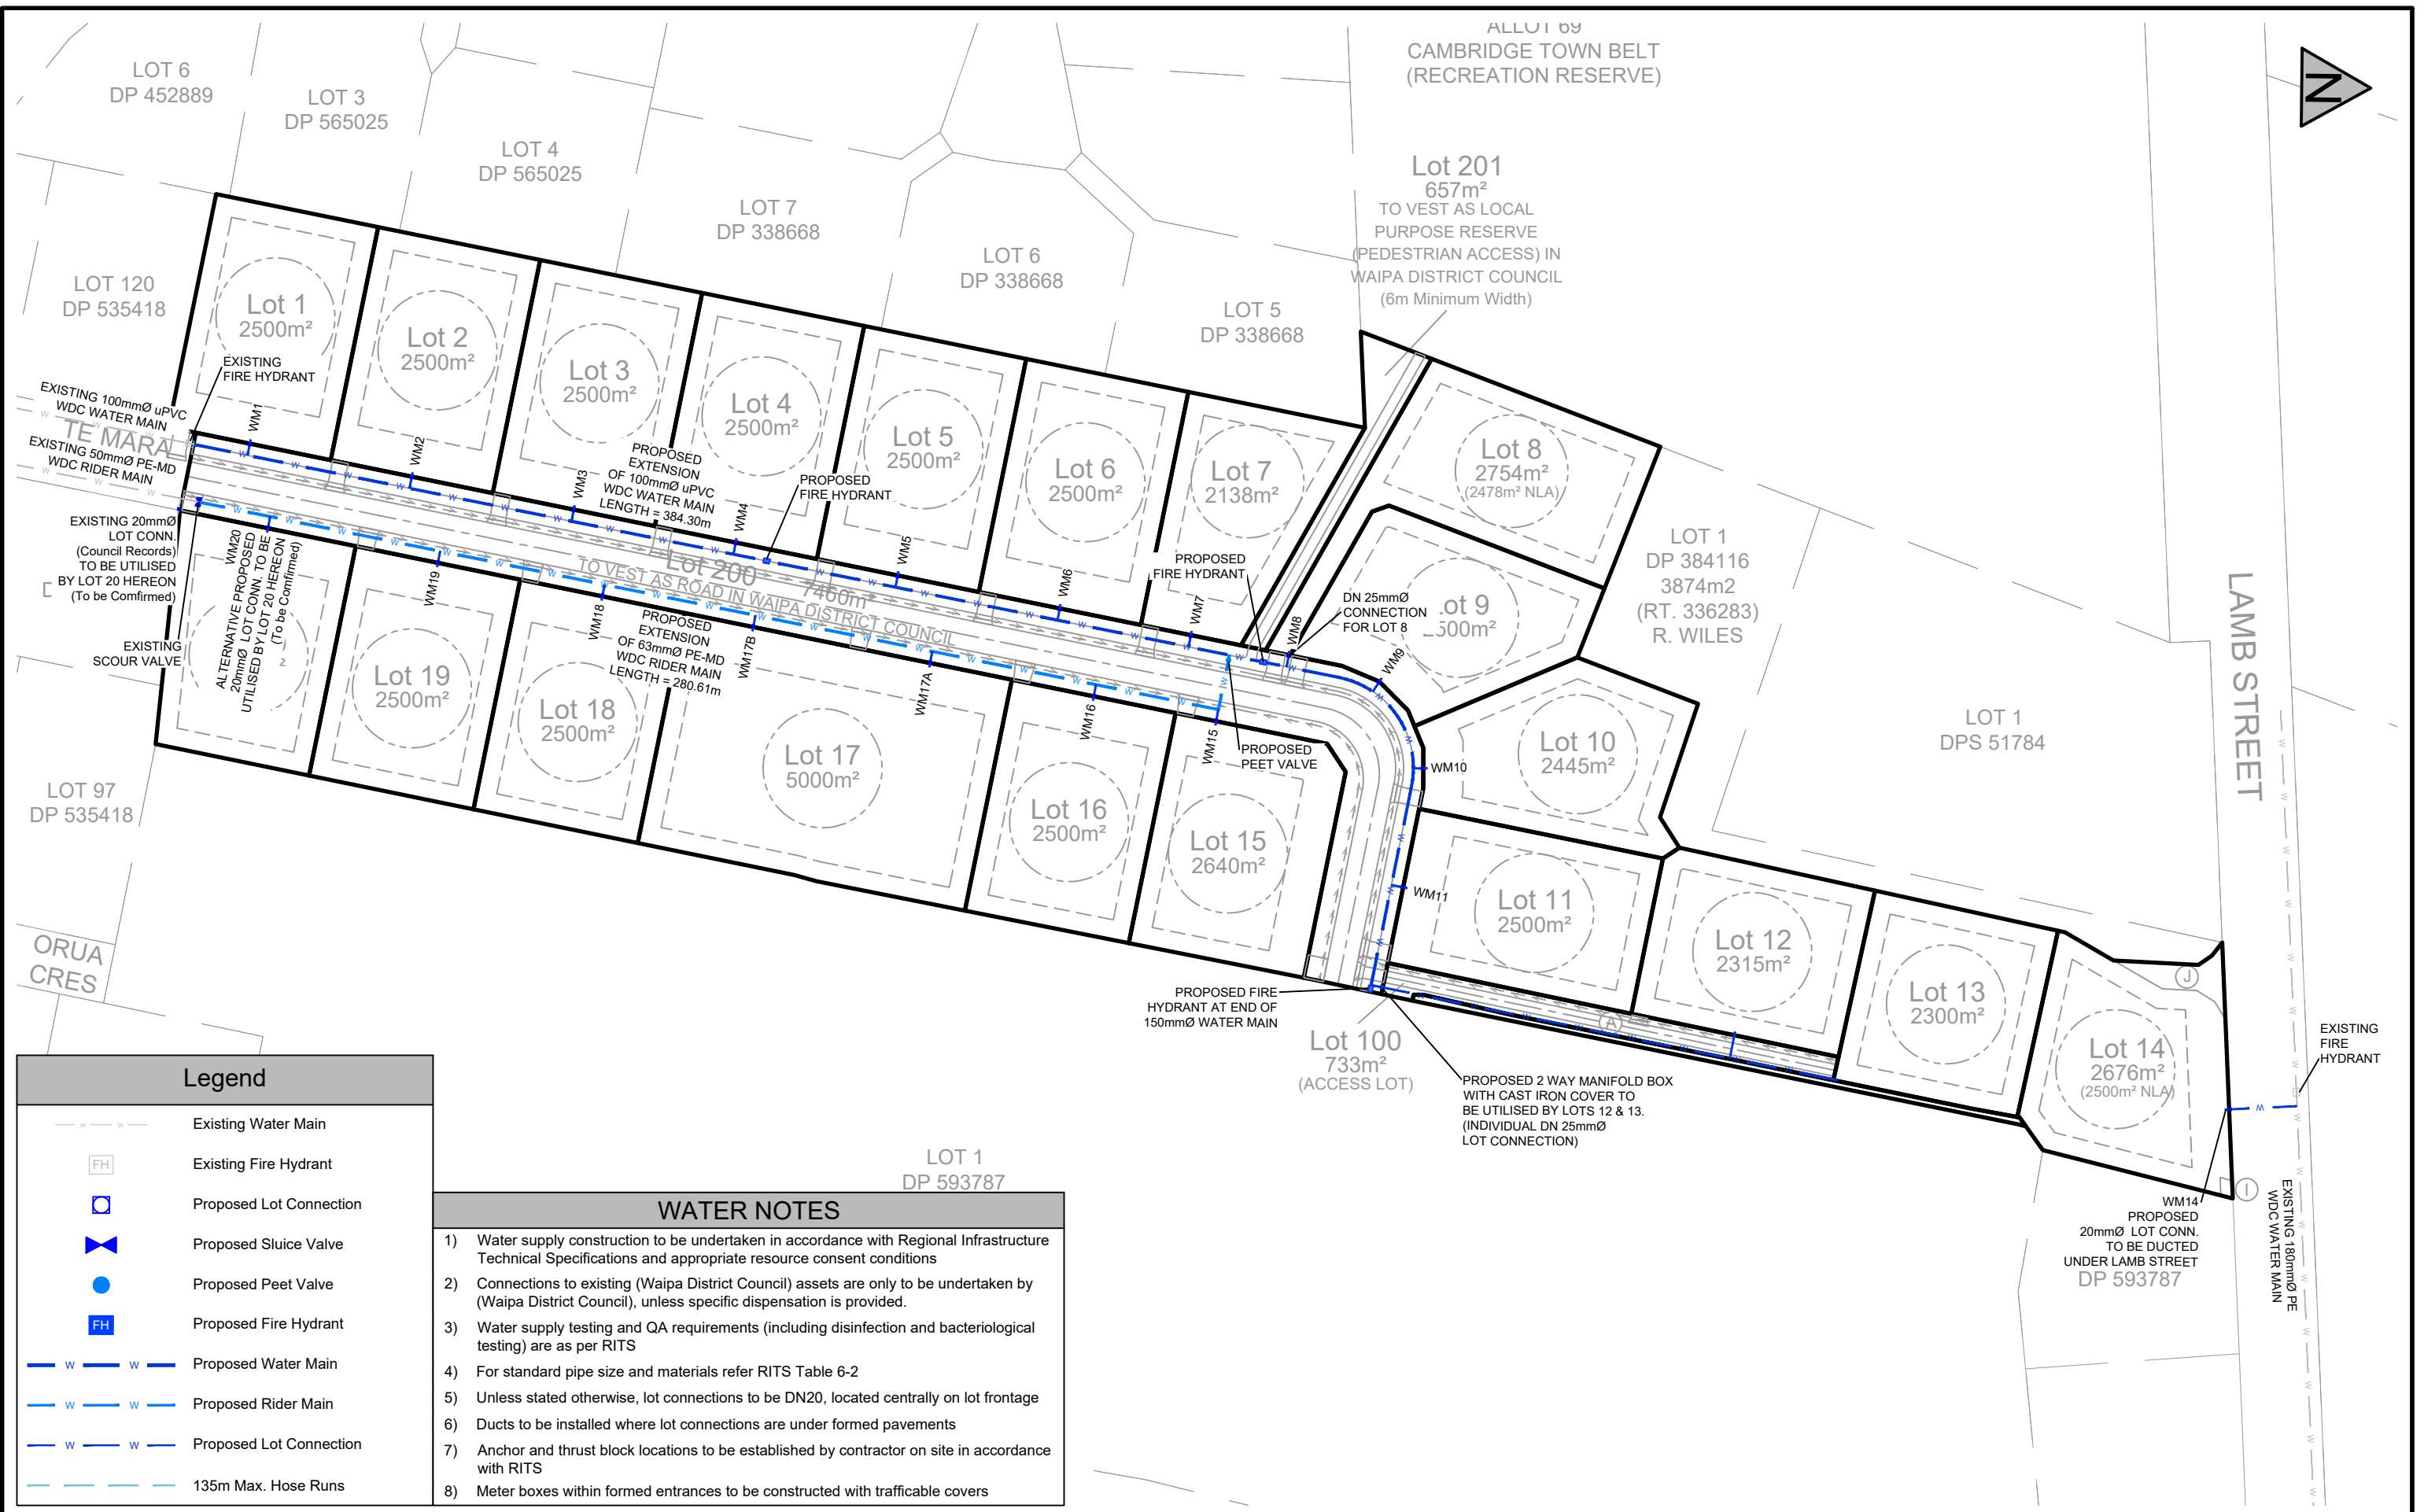 ALLOT 69
CAMBRIDGE TOWN BELT
(RECREATION RESERVE)
N
LOT 6
DP 452889
LOT 3
DP 565025
LOT 4
DP 565025
LOT 7
DP 338668
LOT 6
DP 338668
LOT 5
DP 338668
Lot 201
657m²
TO VEST AS LOCAL
PURPOSE RESERVE
(PEDESTRIAN ACCESS) IN
WAIPA DISTRICT COUNCIL
(6m Minimum Width)
LOT 120
DP 535418
Lot 1
2500m²
Lot 2
2500m²
Lot 3
2500m²
Lot 4
2500m²
Lot 5
2500m²
Lot 6
2500m²
Lot 7
2138m²
Lot 8
2754m²
(2478m² NLA)
ot 9
500m²
LOT 1
DP 384116
3874m2
(RT. 336283)
R. WILES
LAMB STREET
EXISTING
FIRE HYDRANT
EXISTING 100mmØ uPVC
WDC WATER MAIN
TE MARA
EXISTING 50mmØ PE-MD
WDC RIDER MAIN
WM1
WM2
WM3
PROPOSED
EXTENSION
OF 100mmØ uPVC
WDC WATER MAIN
LENGTH = 384.30m
WM4
PROPOSED
FIRE HYDRANT
WM5
WM6
WM7
PROPOSED
FIRE HYDRANT
WM8
DN 25mmØ
CONNECTION
FOR LOT 8
WM9
EXISTING 20mmØ
LOT CONN.
(Council Records)
TO BE UTILISED
BY LOT 20 HEREON
(To be Comfirmed)
EXISTING
SCOUR VALVE
WM20
ALTERNATIVE PROPOSED
20mmØ LOT CONN. TO BE
UTILISED BY LOT 20 HEREON
(To be Comfirmed)
WM19
WM18
Lot 200
7460m²
TO VEST AS ROAD IN WAIPA DISTRICT COUNCIL
PROPOSED
EXTENSION
OF 63mmØ PE-MD
WDC RIDER MAIN
LENGTH = 280.61m
WM17B
WM17A
WM16
WM15
PROPOSED
PEET VALVE
WM10
WM11
Lot 19
2500m²
Lot 18
2500m²
Lot 17
5000m²
Lot 16
2500m²
Lot 15
2640m²
Lot 10
2445m²
LOT 1
DPS 51784
Lot 11
2500m²
Lot 12
2315m²
Lot 13
2300m²
Lot 14
2676m²
(2500m² NLA)
J
A
I
LOT 97
DP 535418
ORUA
CRES
PROPOSED FIRE
HYDRANT AT END OF
150mmØ WATER MAIN
Lot 100
733m²
(ACCESS LOT)
PROPOSED 2 WAY MANIFOLD BOX
WITH CAST IRON COVER TO
BE UTILISED BY LOTS 12 & 13.
(INDIVIDUAL DN 25mmØ
LOT CONNECTION)
EXISTING
FIRE
HYDRANT
WM14
PROPOSED
20mmØ LOT CONN.
TO BE DUCTED
UNDER LAMB STREET
DP 593787
EXISTING 180mmØ PE
WDC WATER MAIN
LOT 1
DP 593787
Legend
Existing Water Main
FH Existing Fire Hydrant
Proposed Lot Connection
Proposed Sluice Valve
Proposed Peet Valve
FH Proposed Fire Hydrant
W W Proposed Water Main
W W Proposed Rider Main
W W Proposed Lot Connection
135m Max. Hose Runs
WATER NOTES
1) Water supply construction to be undertaken in accordance with Regional Infrastructure
Technical Specifications and appropriate resource consent conditions
2) Connections to existing (Waipa District Council) assets are only to be undertaken by
(Waipa District Council), unless specific dispensation is provided.
3) Water supply testing and QA requirements (including disinfection and bacteriological
testing) are as per RITS
4) For standard pipe size and materials refer RITS Table 6-2
5) Unless stated otherwise, lot connections to be DN20, located centrally on lot frontage
6) Ducts to be installed where lot connections are under formed pavements
7) Anchor and thrust block locations to be established by contractor on site in accordance
with RITS
8) Meter boxes within formed entrances to be constructed with trafficable covers